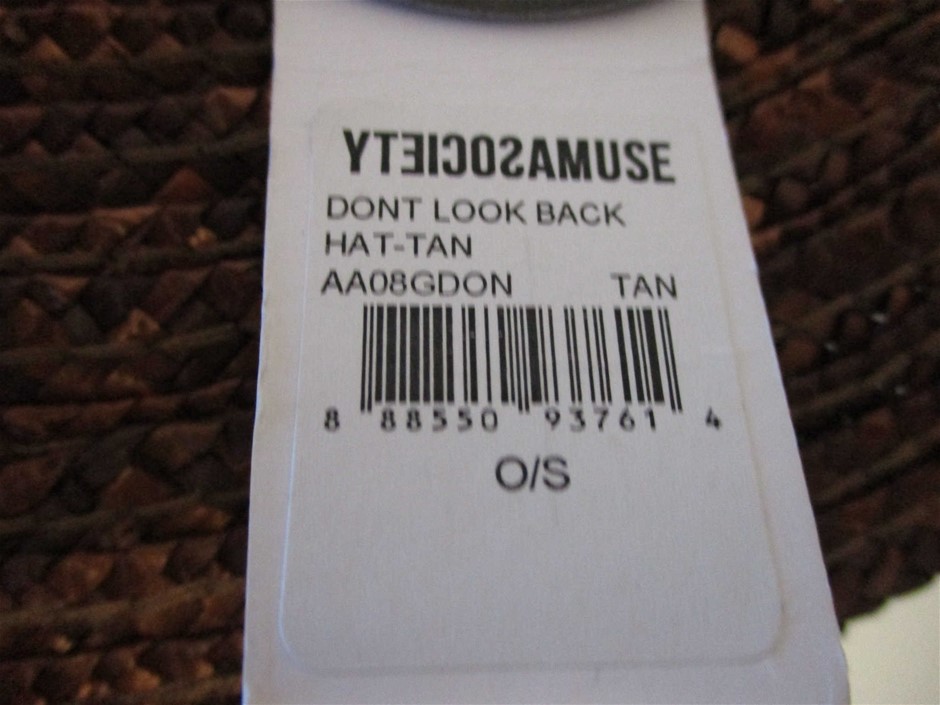 YTEICOSAMUSE
DONT LOOK BACK
HAT-TAN
AA08GDON TAN
8 88550 93761 4
O/S